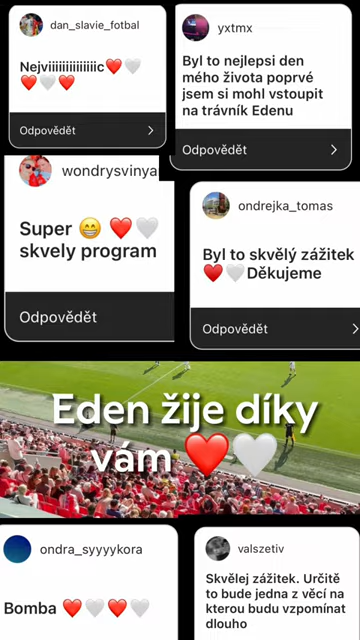 dan_slavie_fotbal
Nejviiiiiiiiiiiiic❤️🤍
❤️🤍❤️
Odpovědět
yxtmx
Byl to nejlepsi den
mého života poprvé
jsem si mohl vstoupit
na trávník Edenu
Odpovědět
wondrysvinya
Super 😁 ❤️🤍
skvely program
Odpovědět
ondrejka_tomas
Byl to skvělý zážitek
❤️🤍Děkujeme
Odpovědět
Eden žije díky
vám ❤️🤍
ondra_syyyykora
Bomba ❤️🤍❤️🤍
valszetiv
Skvělej zážitek. Určitě
to bude jedna z věcí na
kterou budu vzpomínat
dlouho